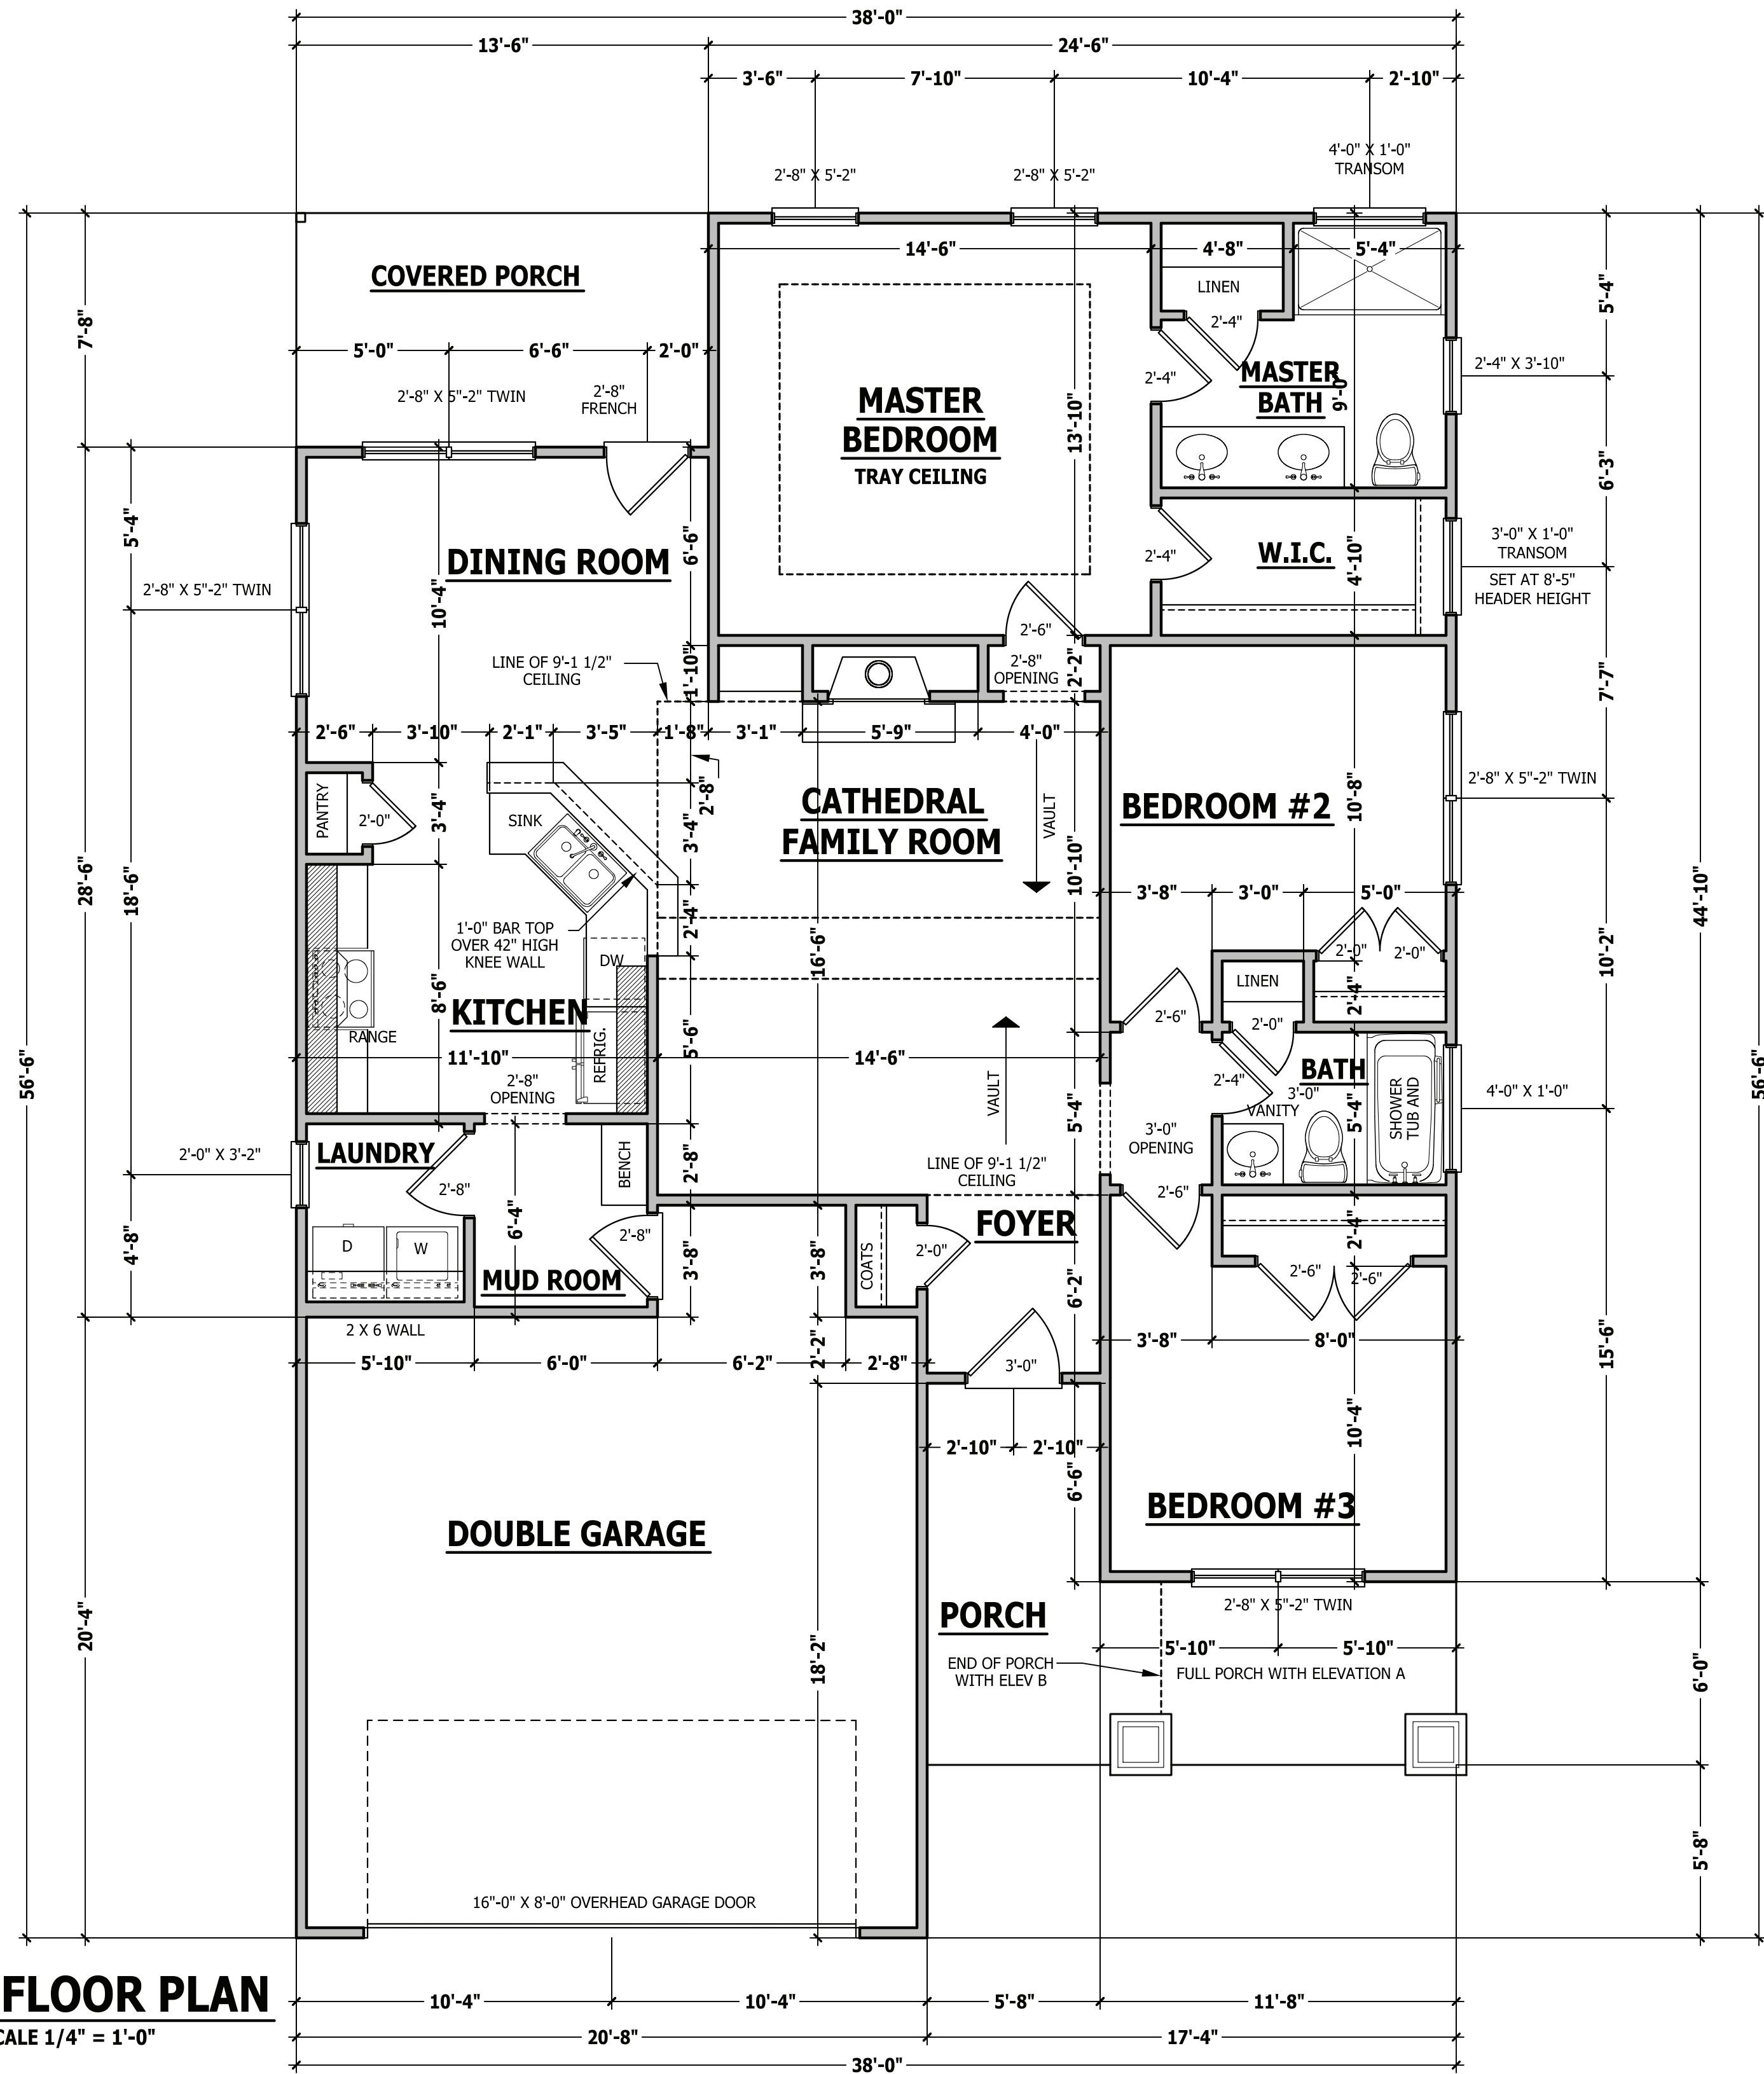 38'-0"
13'-6"
24'-6"
3'-6"
7'-10"
10'-4"
2'-10"
4'-0" X 1'-0"
TRANSOM
2'-8" X 5'-2"
2'-8" X 5'-2"
14'-6"
4'-8"
5'-4"
COVERED PORCH
LINEN
2'-4"
5'-4"
7'-8"
5'-0"
6'-6"
2'-0"
2'-8" X 5"-2" TWIN
2'-8"
FRENCH
MASTER
BEDROOM
TRAY CEILING
13'-10"
2'-4"
MASTER
BATH
9'-0"
2'-4" X 3'-10"
6'-3"
5'-4"
DINING ROOM
6'-6"
10'-4"
2'-4"
W.I.C.
4'-10"
3'-0" X 1'-0"
TRANSOM
SET AT 8'-5"
HEADER HEIGHT
2'-8" X 5"-2" TWIN
2'-6"
LINE OF 9'-1 1/2"
CEILING
1'-10"
2'-8"
OPENING
2'-2"
7'-7"
2'-6"
3'-10"
2'-1"
3'-5"
1'-8"
3'-1"
5'-9"
4'-0"
2'-8"
PANTRY
2'-0"
3'-4"
SINK
3'-4"
CATHEDRAL
FAMILY ROOM
VAULT
10'-10"
BEDROOM #2
10'-8"
2'-8" X 5"-2" TWIN
28'-6"
18'-6"
44'-10"
3'-8"
3'-0"
5'-0"
1'-0" BAR TOP
OVER 42" HIGH
KNEE WALL
2'-4"
16'-6"
2'-0"
2'-0"
10'-2"
DW
LINEN
2'-4"
8'-6"
KITCHEN
RANGE
REFRIG.
5'-6"
2'-6"
2'-0"
56'-6"
11'-10"
14'-6"
2'-8"
OPENING
VAULT
5'-4"
2'-4"
BATH
3'-0"
VANITY
5'-4"
SHOWER
TUB AND
4'-0" X 1'-0"
56'-6"
2'-0" X 3'-2"
LAUNDRY
2'-8"
BENCH
2'-8"
LINE OF 9'-1 1/2"
CEILING
3'-0"
OPENING
2'-6"
4'-8"
D
W
6'-4"
2'-8"
MUD ROOM
3'-8"
3'-8"
COATS
2'-0"
FOYER
6'-2"
2'-4"
2'-6"
2'-6"
2 X 6 WALL
5'-10"
6'-0"
6'-2"
2'-2"
2'-8"
3'-0"
3'-8"
8'-0"
15'-6"
2'-10"
2'-10"
6'-6"
10'-4"
BEDROOM #3
DOUBLE GARAGE
20'-4"
18'-2"
PORCH
2'-8" X 5"-2" TWIN
5'-10"
5'-10"
END OF PORCH
WITH ELEV B
FULL PORCH WITH ELEVATION A
6'-0"
5'-8"
16"-0" X 8'-0" OVERHEAD GARAGE DOOR
FLOOR PLAN
CALE 1/4" = 1'-0"
10'-4"
10'-4"
5'-8"
11'-8"
20'-8"
17'-4"
38'-0"